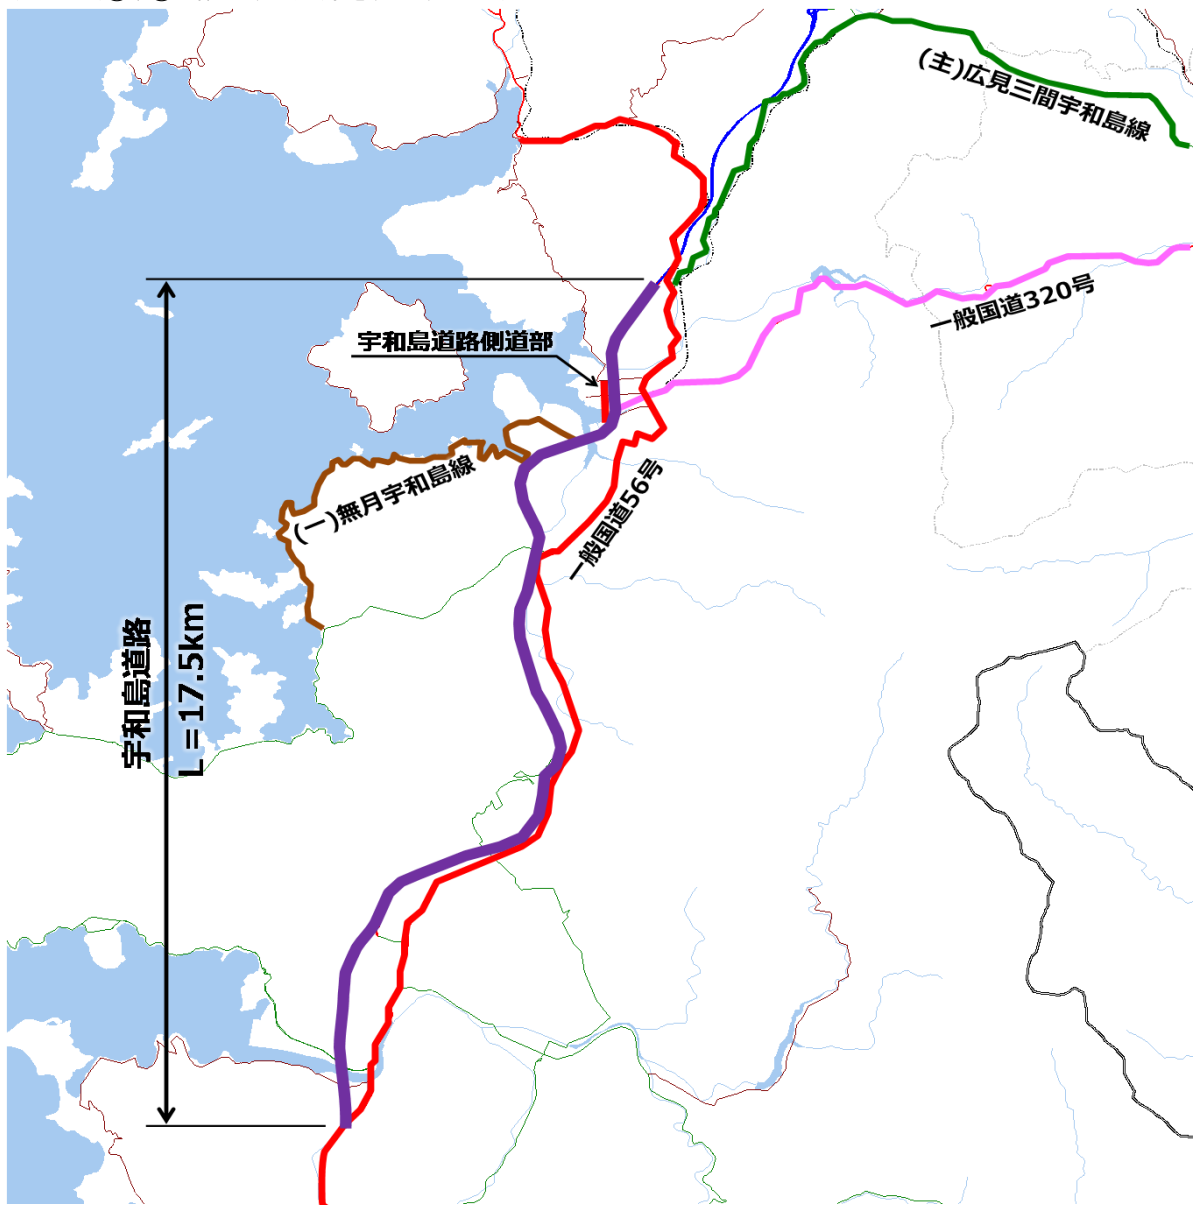 (主)広見三間宇和島線
一般国道320号
宇和島道路側道部
(一)無月宇和島線
一般国道56号
宇和島道路
L=17.5km